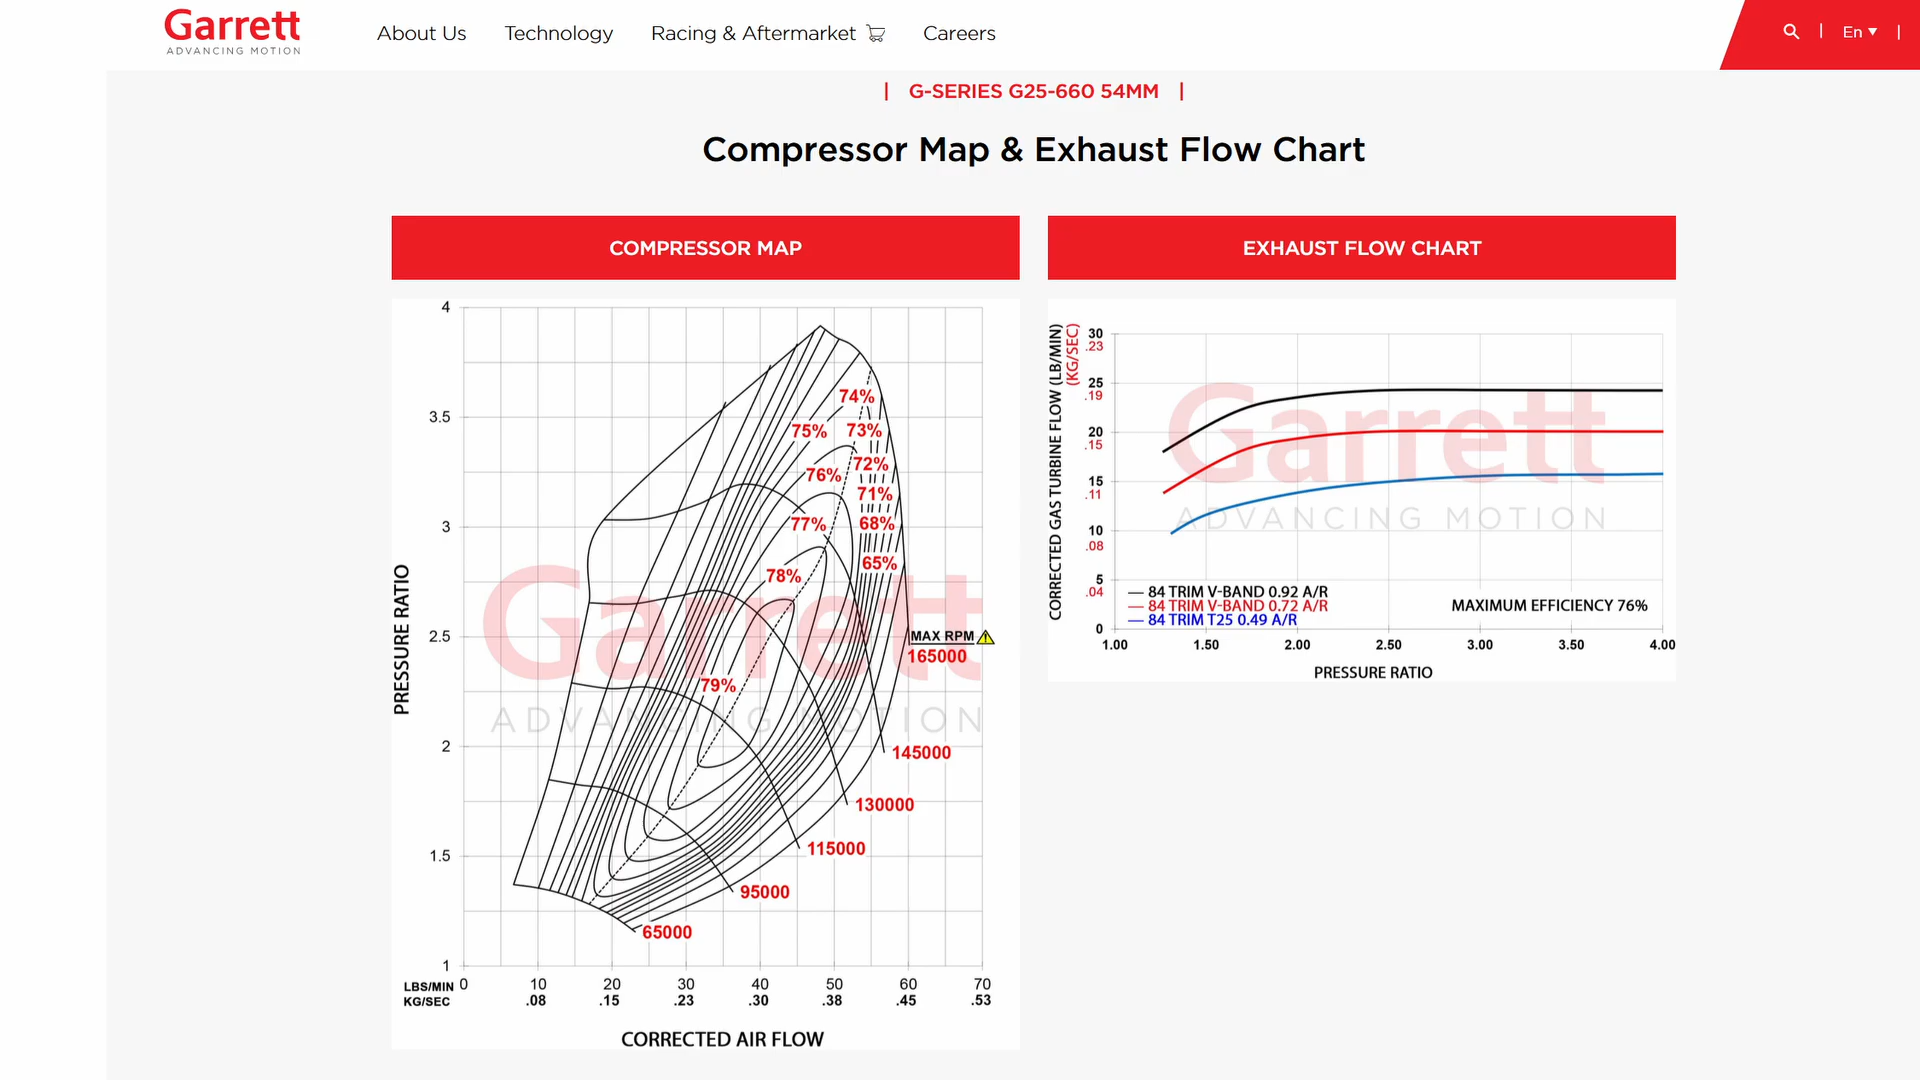 Garrett
ADVANCING MOTION
About Us
Technology
Racing & Aftermarket
Careers
En
G-SERIES G25-660 54MM
Compressor Map & Exhaust Flow Chart
COMPRESSOR MAP
EXHAUST FLOW CHART
PRESSURE RATIO
4
3.5
3
2.5
2
1.5
1
74%
75%
73%
76%
72%
71%
77%
68%
65%
78%
79%
MAX RPM
165000
145000
130000
115000
95000
65000
Garrett
ADVANCING MOTION
LBS/MIN 0 10 20 30 40 50 60 70
KG/SEC .08 .15 .23 .30 .38 .45 .53
CORRECTED AIR FLOW
CORRECTED GAS TURBINE FLOW (LB/MIN)
(KG/SEC)
30
.23
25
.19
20
.15
15
.11
10
.08
5
.04
0
Garrett
ADVANCING MOTION
84 TRIM V-BAND 0.92 A/R
84 TRIM V-BAND 0.72 A/R
84 TRIM T25 0.49 A/R
MAXIMUM EFFICIENCY 76%
1.00 1.50 2.00 2.50 3.00 3.50 4.00
PRESSURE RATIO